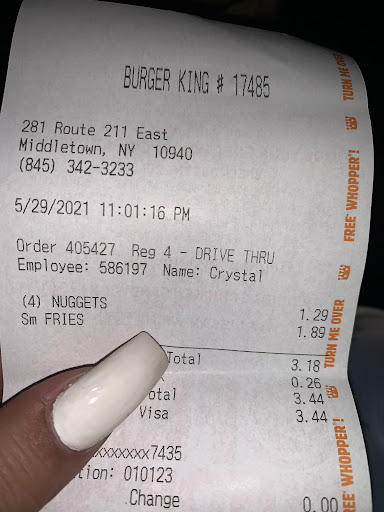 BURGER KING # 17485
281 Route 211 East
Middletown, NY 10940
(845) 342-3233
5/29/2021 11:01:16 PM
Order 405427 Reg 4 - DRIVE THRU
Employee: 586197 Name: Crystal
(4) NUGGETS 1.29
Sm FRIES 1.89
Total 3.18
0.26
otal 3.44
Visa 3.44
xxxxxxx7435
tion: 010123
Change 0.00
TURN ME OVER
FREE WHOPPER®!
TURN ME OVER
REE WHOPPER®!